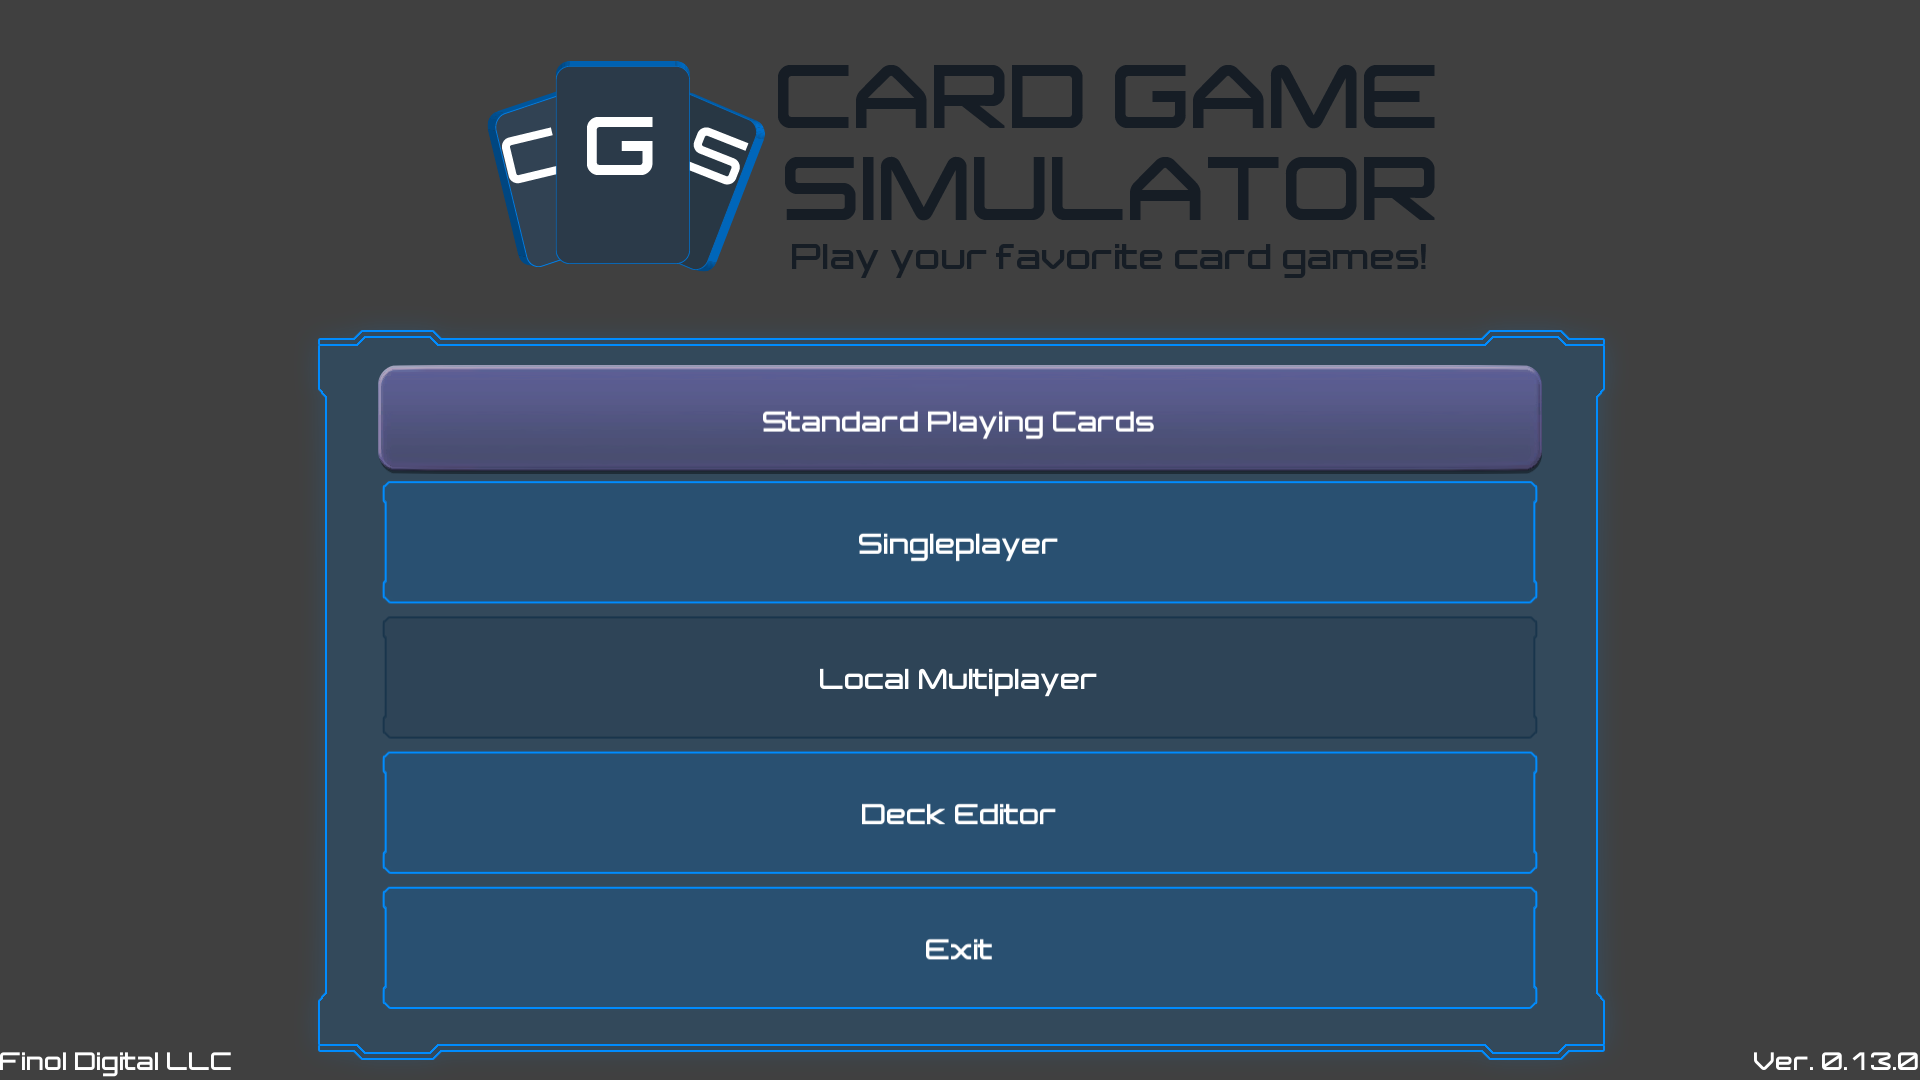 CGS
CARD GAME
SIMULATOR
Play your favorite card games!
Standard Playing Cards
Singleplayer
Local Multiplayer
Deck Editor
Exit
Finol Digital LLC
Ver. 0.13.0